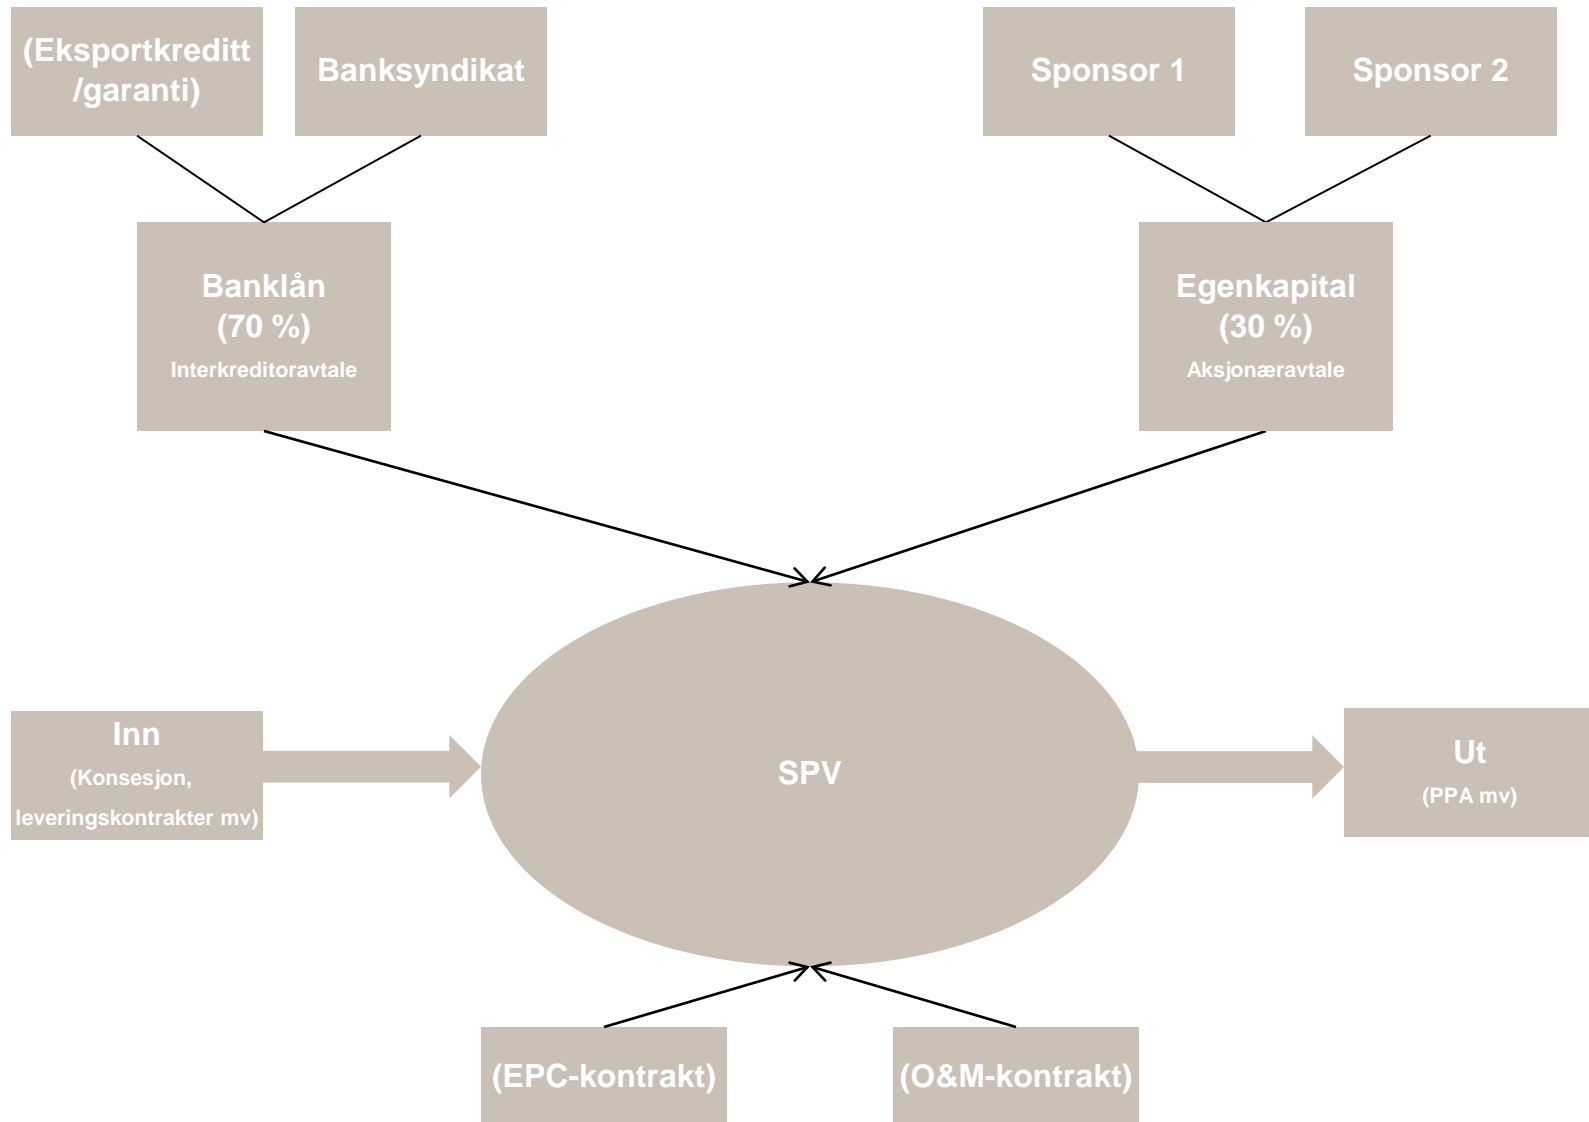 (Eksportkreditt
/garanti)
Banksyndikat
Sponsor 1
Sponsor 2
Banklån
(70 %)
Interkreditoravtale
Egenkapital
(30 %)
Aksjonæravtale
Inn
(Konsesjon,
leveringskontrakter mv)
SPV
Ut
(PPA mv)
(EPC-kontrakt)
(O&M-kontrakt)